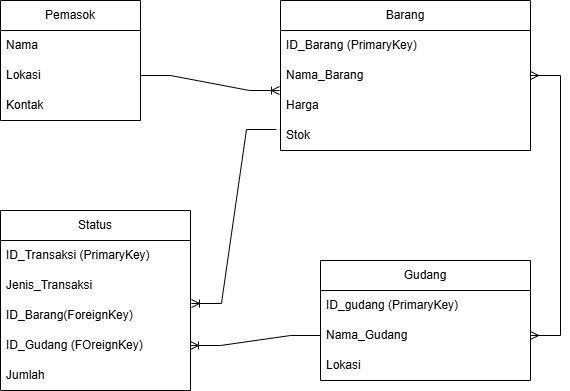 Pemasok
Nama
Lokasi
Kontak
Barang
ID_Barang (PrimaryKey)
Nama_Barang
Harga
Stok
Status
ID_Transaksi (PrimaryKey)
Jenis_Transaksi
ID_Barang(ForeignKey)
ID_Gudang (FOreignKey)
Jumlah
Gudang
ID_gudang (PrimaryKey)
Nama_Gudang
Lokasi